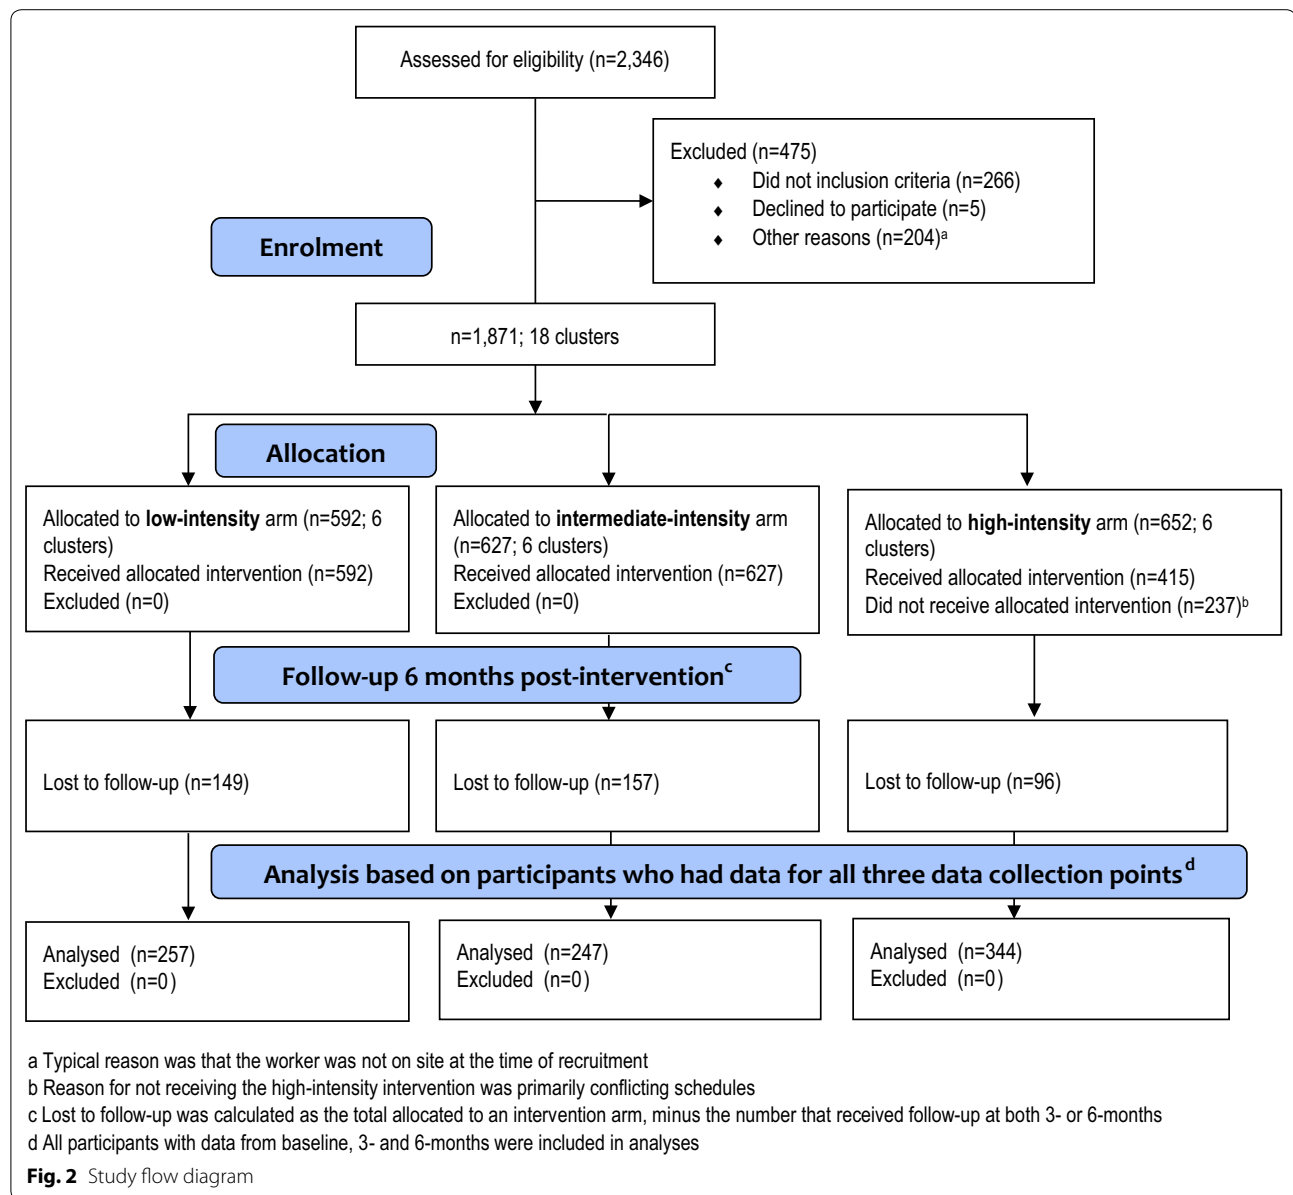 Assessed for eligibility (n=2,346)
Excluded (n=475)
♦ Did not inclusion criteria (n=266)
♦ Declined to participate (n=5)
♦ Other reasons (n=204)a
Enrolment
n=1,871; 18 clusters
Allocation
Allocated to low-intensity arm (n=592; 6
clusters)
Received allocated intervention (n=592)
Excluded (n=0)
Allocated to intermediate-intensity arm
(n=627; 6 clusters)
Received allocated intervention (n=627)
Excluded (n=0)
Allocated to high-intensity arm (n=652; 6
clusters)
Received allocated intervention (n=415)
Did not receive allocated intervention (n=237)b
Follow-up 6 months post-intervention c
Lost to follow-up (n=149)
Lost to follow-up (n=157)
Lost to follow-up (n=96)
Analysis based on participants who had data for all three data collection points d
Analysed (n=257)
Excluded (n=0)
Analysed (n=247)
Excluded (n=0)
Analysed (n=344)
Excluded (n=0)
a Typical reason was that the worker was not on site at the time of recruitment
b Reason for not receiving the high-intensity intervention was primarily conflicting schedules
c Lost to follow-up was calculated as the total allocated to an intervention arm, minus the number that received follow-up at both 3- or 6-months
d All participants with data from baseline, 3- and 6-months were included in analyses
Fig. 2 Study flow diagram